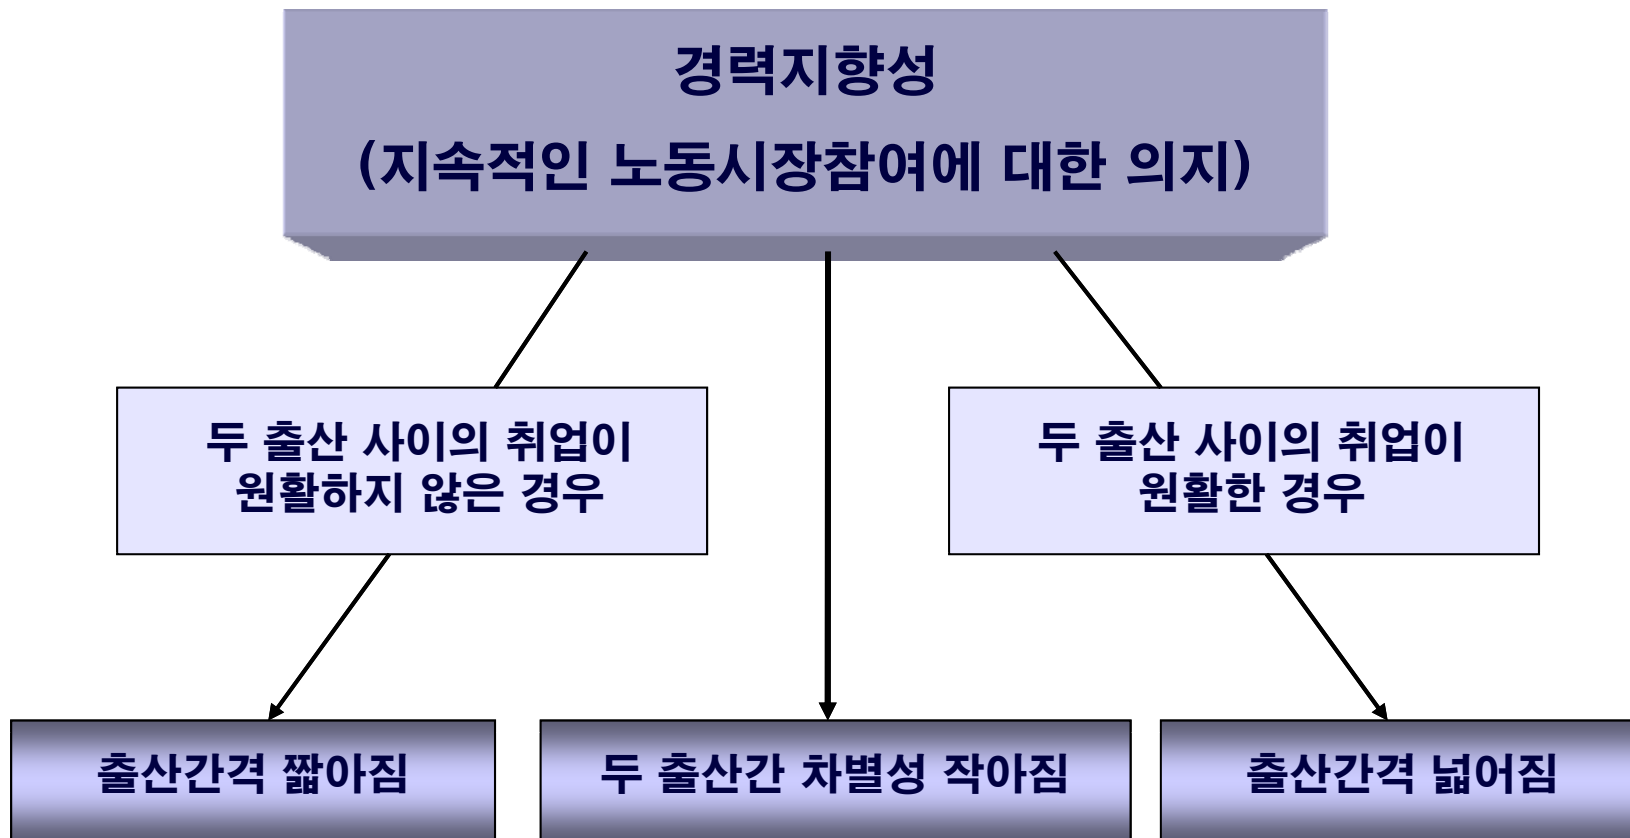 경력지향성
(지속적인 노동시장참여에 대한 의지)
두 출산 사이의 취업이
원활하지 않은 경우
두 출산 사이의 취업이
원활한 경우
출산간격 짧아짐
두 출산간 차별성 작아짐
출산간격 넓어짐